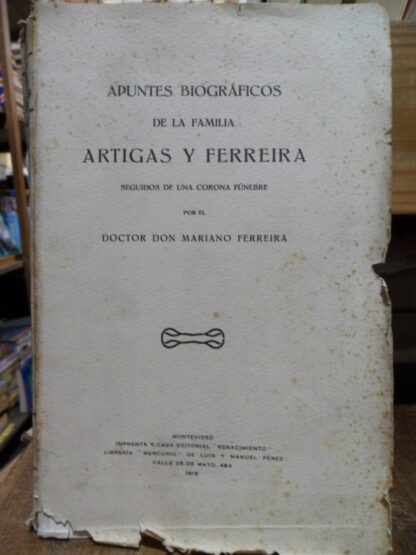 APUNTES BIOGRÁFICOS
DE LA FAMILIA
ARTIGAS Y FERREIRA
SEGUIDOS DE UNA CORONA FÚNEBRE
POR EL
DOCTOR DON MARIANO FERREIRA
MONTEVIDEO
IMPRENTA Y CASA EDITORIAL "RENACIMIENTO"
LIBRERÍA "MERCURIO" DE LUIS Y MANUEL PÉREZ
CALLE 25 DE MAYO, 483